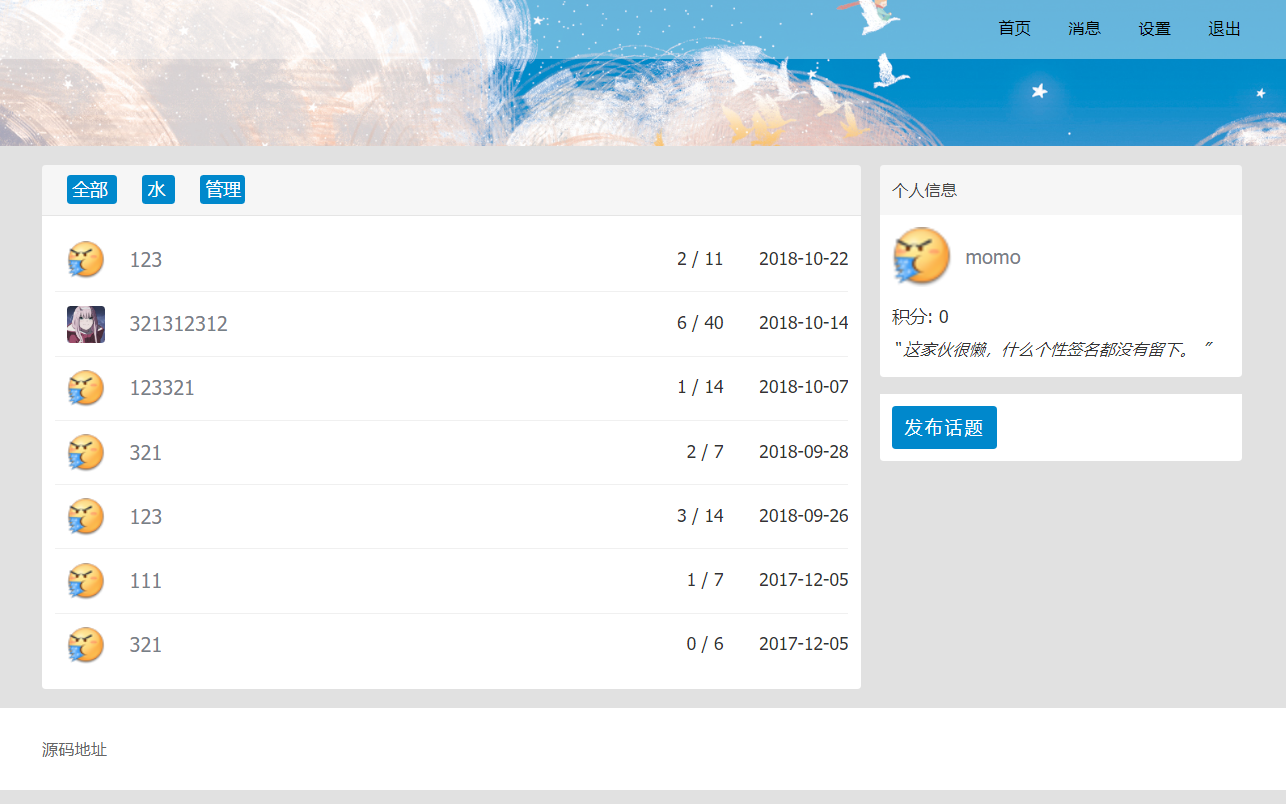 首页 消息 设置 退出
全部 水 管理
123 2 / 11 2018-10-22
321312312 6 / 40 2018-10-14
123321 1 / 14 2018-10-07
321 2 / 7 2018-09-28
123 3 / 14 2018-09-26
111 1 / 7 2017-12-05
321 0 / 6 2017-12-05
个人信息
momo
积分: 0
“ 这家伙很懒，什么个性签名都没有留下。 ”
发布话题
源码地址